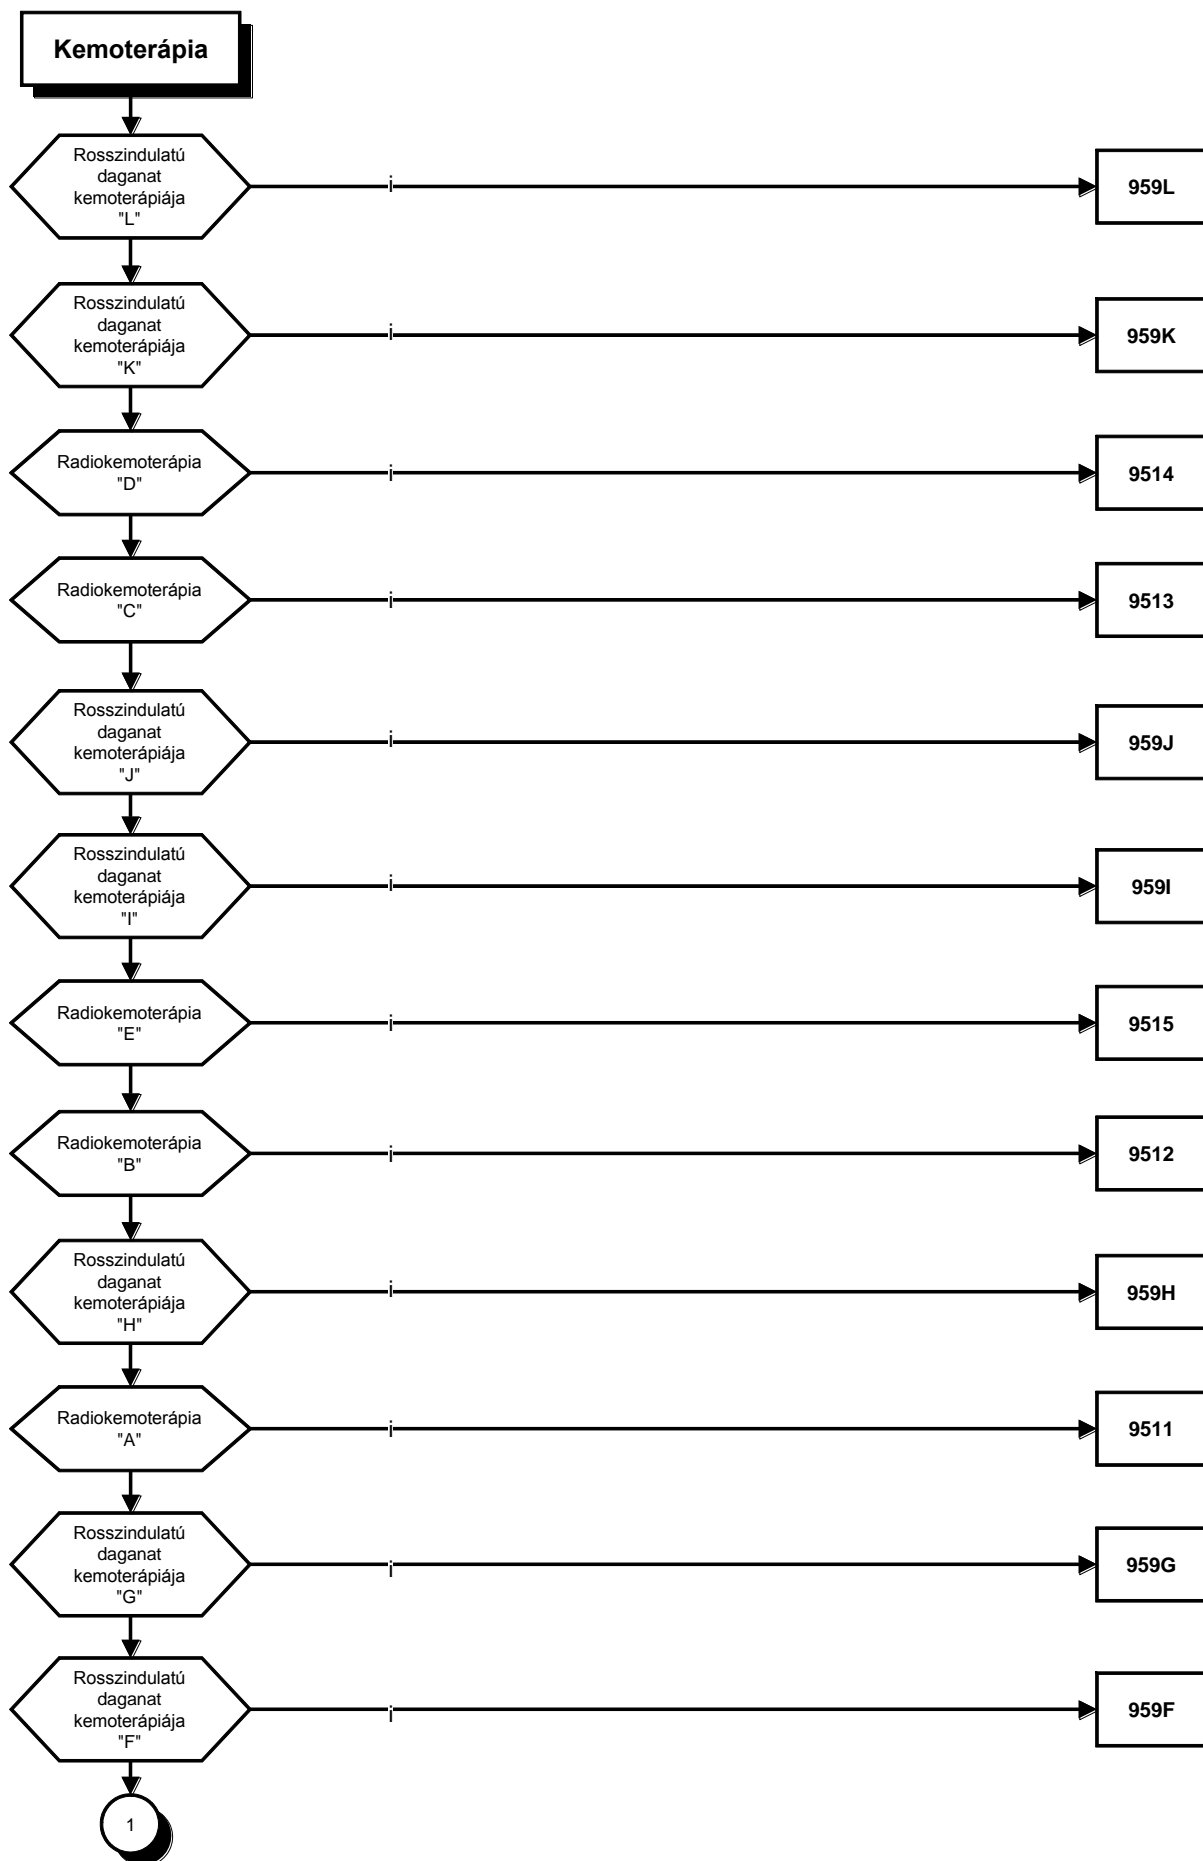 Kemoterápia
Rosszindulatú
daganat
kemoterápiája
"L"
i
959L
Rosszindulatú
daganat
kemoterápiája
"K"
i
959K
Radiokemoterápia
"D"
i
9514
Radiokemoterápia
"C"
i
9513
Rosszindulatú
daganat
kemoterápiája
"J"
i
959J
Rosszindulatú
daganat
kemoterápiája
"I"
i
959I
Radiokemoterápia
"E"
i
9515
Radiokemoterápia
"B"
i
9512
Rosszindulatú
daganat
kemoterápiája
"H"
i
959H
Radiokemoterápia
"A"
i
9511
Rosszindulatú
daganat
kemoterápiája
"G"
i
959G
Rosszindulatú
daganat
kemoterápiája
"F"
i
959F
1